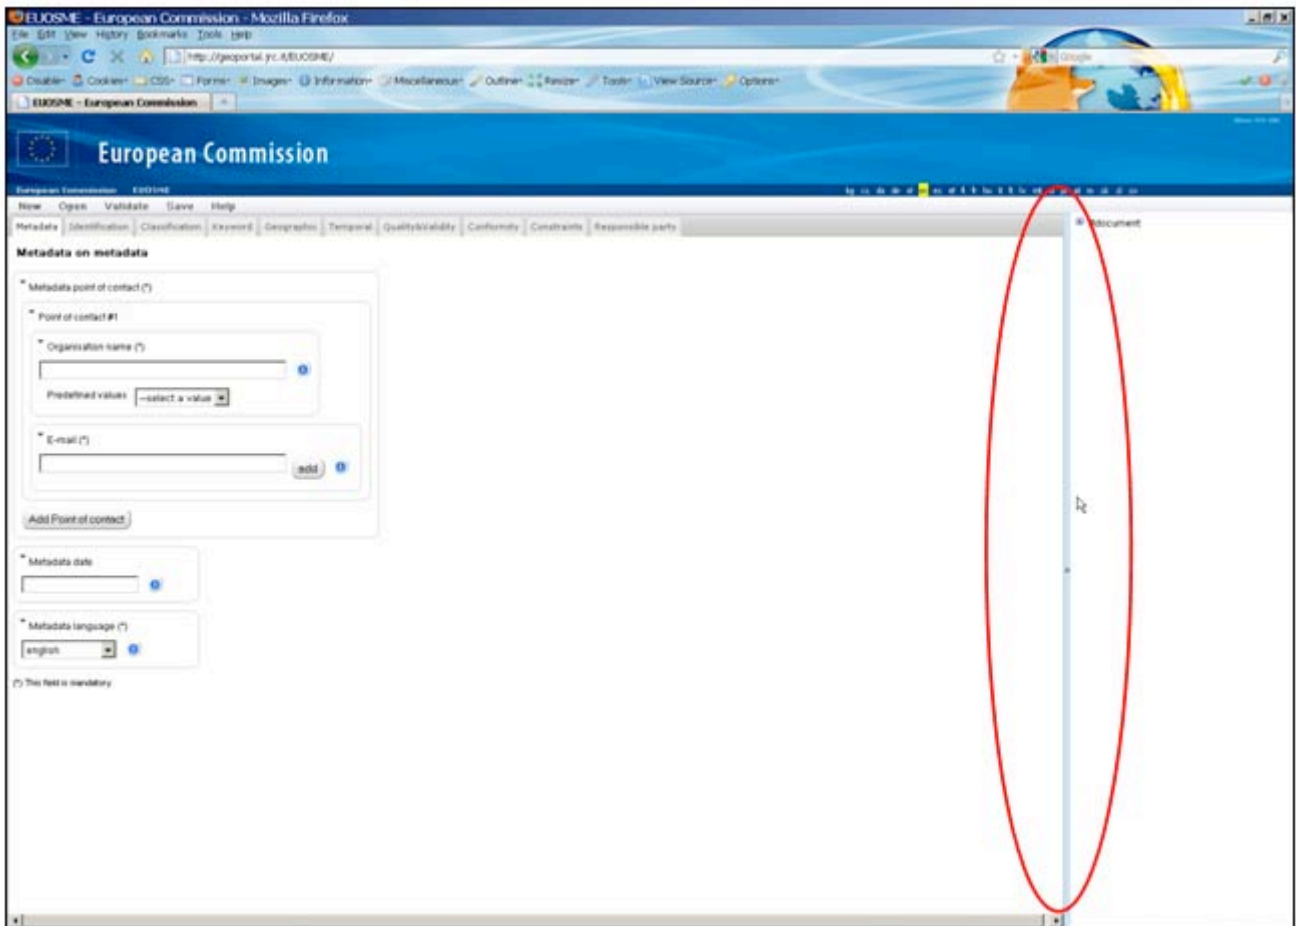 EUOSME - European Commission - Mozilla Firefox
File Edit View History Bookmarks Tools Help
http://geoportal.jrc.it/EUOSME/ Google
Disable Cookies CSS Forms Images Information Miscellaneous Outline Resize Tools View Source Options
EUOSME - European Commission
European Commission
European Commission EUOSME
New Open Validate Save Help
Metadata Identification Classification Keyword Geographic Temporal Quality&Validity Conformity Constraints Responsible party
#document
Metadata on metadata
Metadata point of contact (*)
Point of contact #1
Organisation name (*)
Predefined values --select a value
E-mail (*)
add
Add Point of contact
Metadata date
Metadata language (*)
english
(*) This field is mandatory